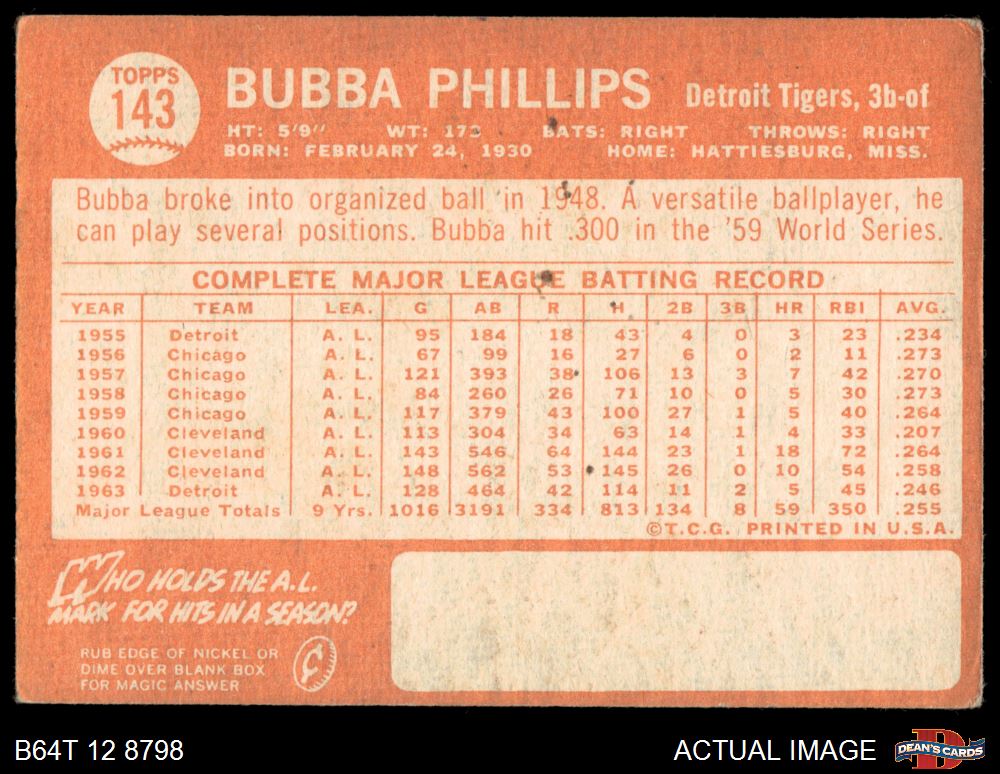 TOPPS
143
BUBBA PHILLIPS Detroit Tigers, 3b-of
HT: 5'9" WT: 172 BATS: RIGHT THROWS: RIGHT
BORN: FEBRUARY 24, 1930 HOME: HATTIESBURG, MISS.
Bubba broke into organized ball in 1948. A versatile ballplayer, he
can play several positions. Bubba hit .300 in the '59 World Series.
COMPLETE MAJOR LEAGUE BATTING RECORD
YEAR TEAM LEA. G AB R H 2B 3B HR RBI AVG.
1955 Detroit A. L. 95 184 18 43 4 0 3 23 .234
1956 Chicago A. L. 67 99 16 27 6 0 2 11 .273
1957 Chicago A. L. 121 393 38 106 13 3 7 42 .270
1958 Chicago A. L. 84 260 26 71 10 0 5 30 .273
1959 Chicago A. L. 117 379 43 100 27 1 5 40 .264
1960 Cleveland A. L. 113 304 34 63 14 1 4 33 .207
1961 Cleveland A. L. 143 546 64 144 23 1 18 72 .264
1962 Cleveland A. L. 148 562 53 145 26 0 10 54 .258
1963 Detroit A. L. 128 464 42 114 11 2 5 45 .246
Major League Totals 9 Yrs. 1016 3191 334 813 134 8 59 350 .255
©T.C.G. PRINTED IN U.S.A.
WHO HOLDS THE A.L.
MARK FOR HITS IN A SEASON?
RUB EDGE OF NICKEL OR
DIME OVER BLANK BOX
FOR MAGIC ANSWER
B64T 12 8798
ACTUAL IMAGE
DEAN'S CARDS